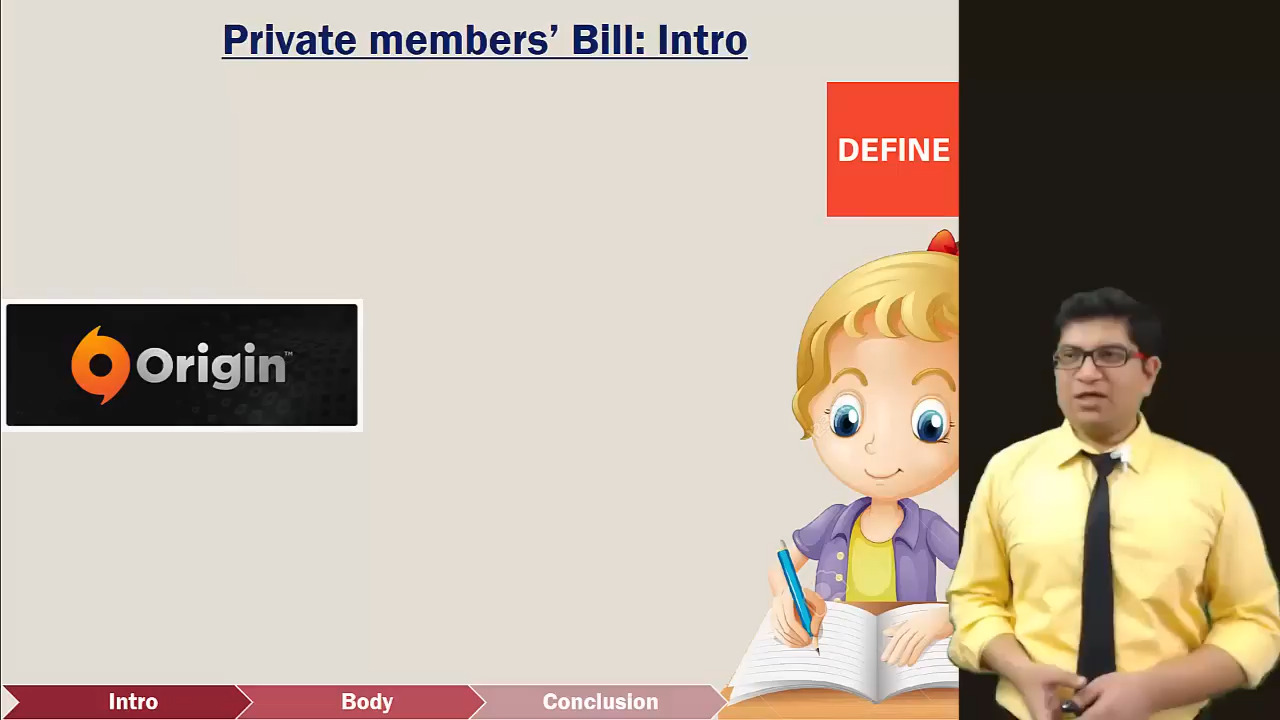 Private members’ Bill: Intro
DEFINE
Origin™
Intro
Body
Conclusion